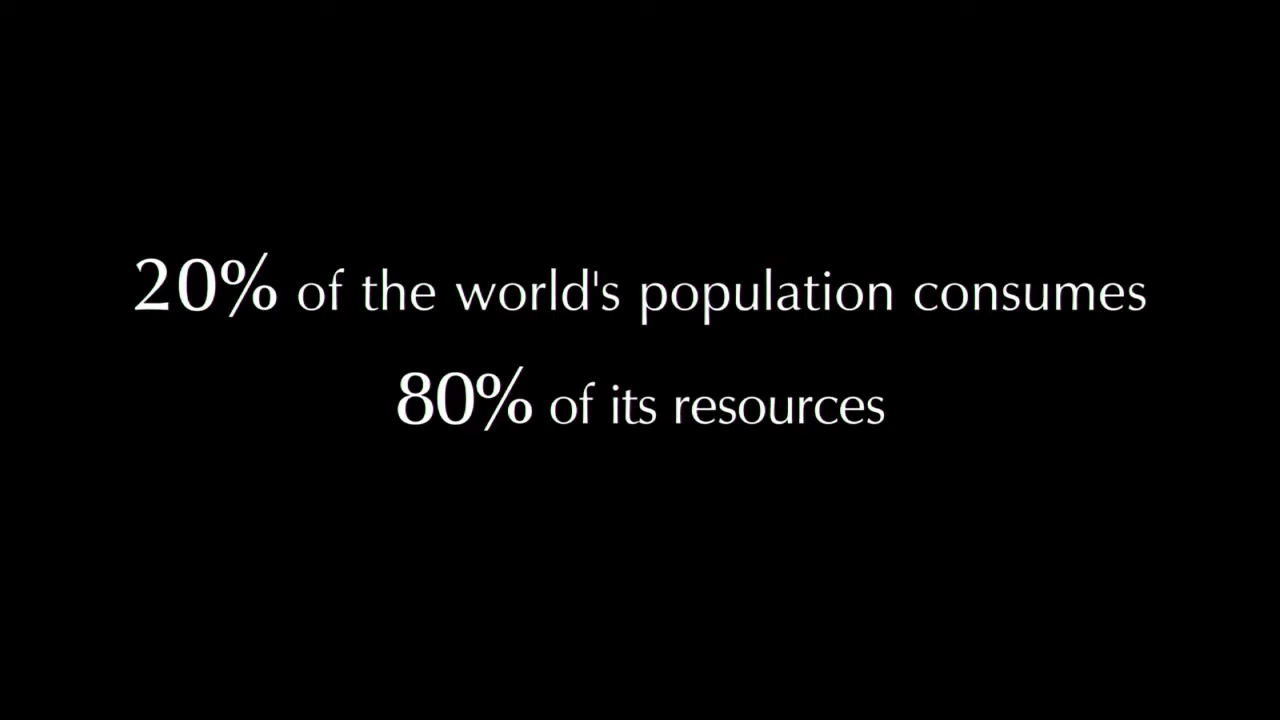 20% of the world's population consumes
80% of its resources